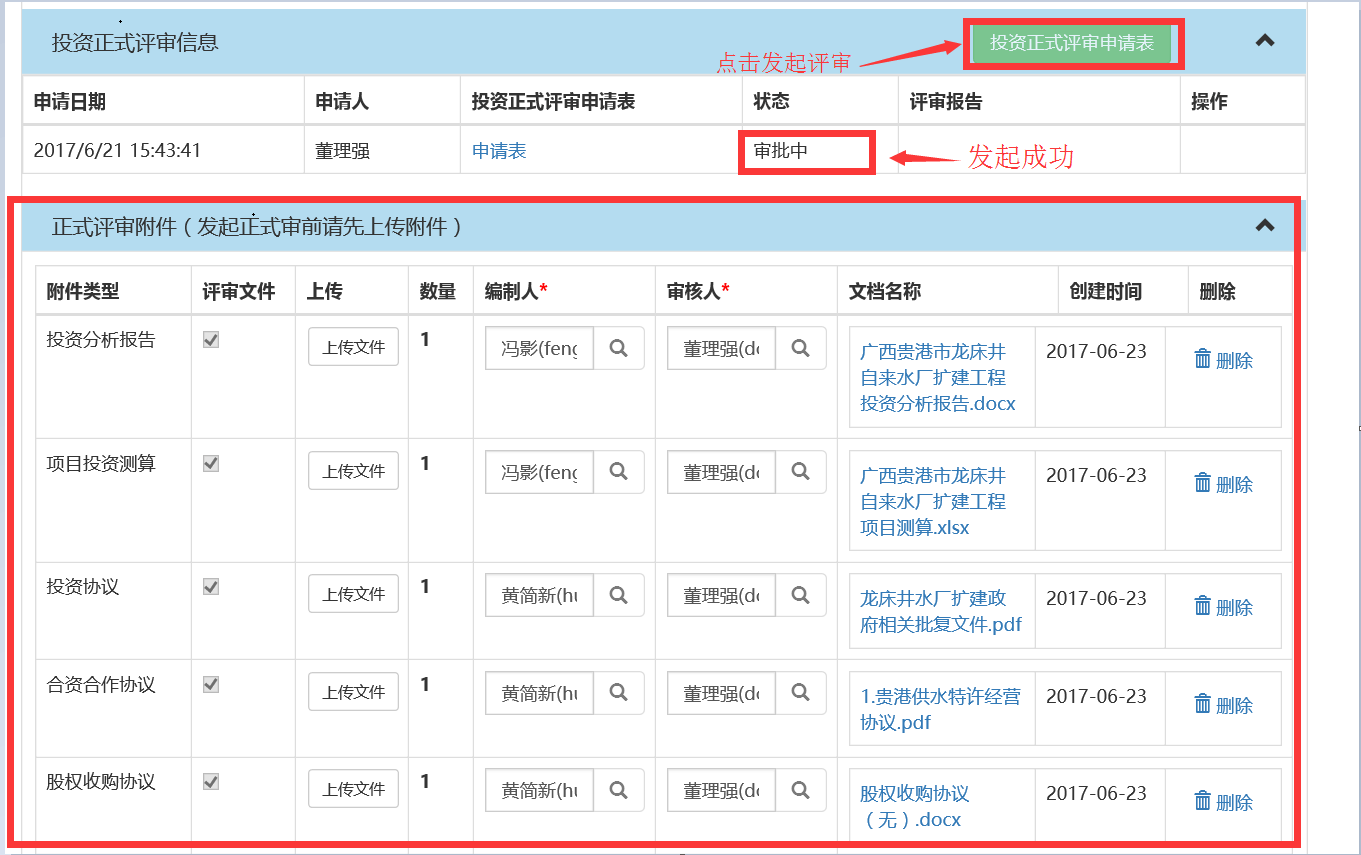 投资正式评审信息
投资正式评审申请表
点击发起评审
申请日期 申请人 投资正式评审申请表 状态 评审报告 操作
2017/6/21 15:43:41 董理强 申请表 审批中
发起成功
正式评审附件（发起正式审前请先上传附件）
附件类型 评审文件 上传 数量 编制人* 审核人* 文档名称 创建时间 删除
投资分析报告 上传文件 1 冯影(feng 董理强(do 广西贵港市龙床井 2017-06-23 删除
自来水厂扩建工程
投资分析报告.docx
项目投资测算 上传文件 1 冯影(feng 董理强(do 广西贵港市龙床井 2017-06-23 删除
自来水厂扩建工程
项目测算.xlsx
投资协议 上传文件 1 黄简新(hu 董理强(do 龙床井水厂扩建政 2017-06-23 删除
府相关批复文件.pdf
合资合作协议 上传文件 1 黄简新(hu 董理强(do 1.贵港供水特许经营 2017-06-23 删除
协议.pdf
股权收购协议 上传文件 1 黄简新(hu 董理强(do 股权收购协议 2017-06-23 删除
（无）.docx